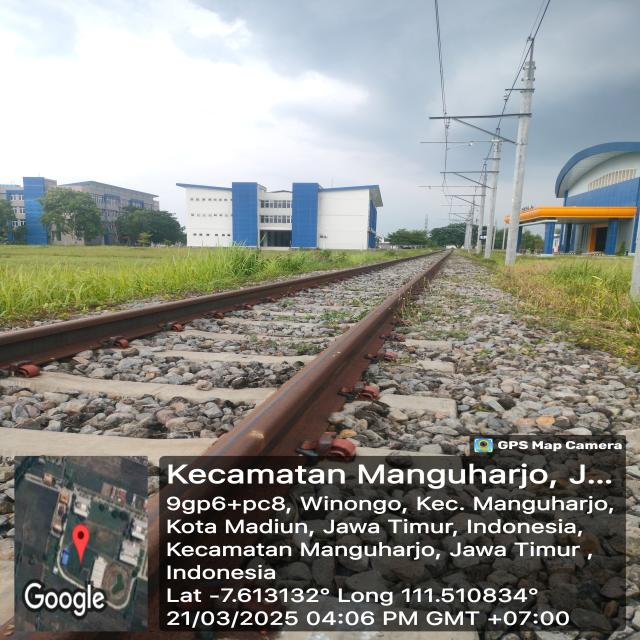 GPS Map Camera
Kecamatan Manguharjo, J...
9gp6+pc8, Winongo, Kec. Manguharjo,
Kota Madiun, Jawa Timur, Indonesia,
Kecamatan Manguharjo, Jawa Timur ,
Indonesia
Lat -7.613132° Long 111.510834°
21/03/2025 04:06 PM GMT +07:00
Google